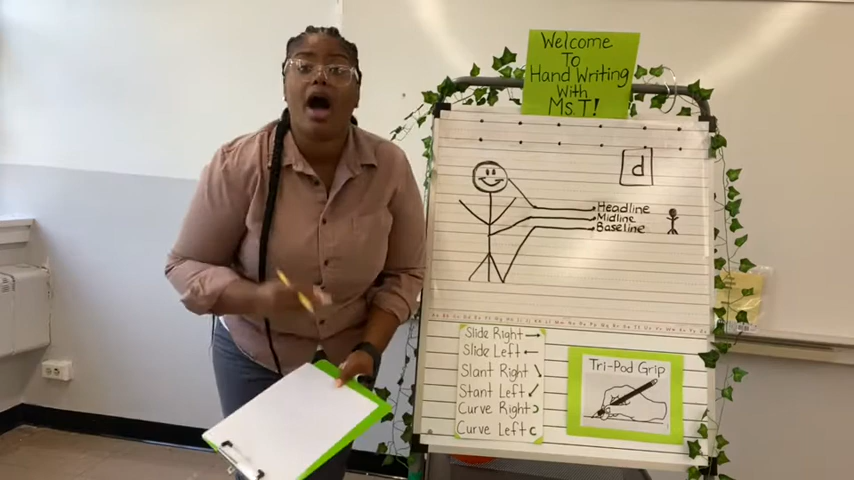 Welcome
To
Hand Writing
With
Ms.T!
d
Headline
Midline
Baseline
Slide Right
Slide Left
Slant Right
Stant Left
Curve Right
Curve Left
Tri-Pod Grip